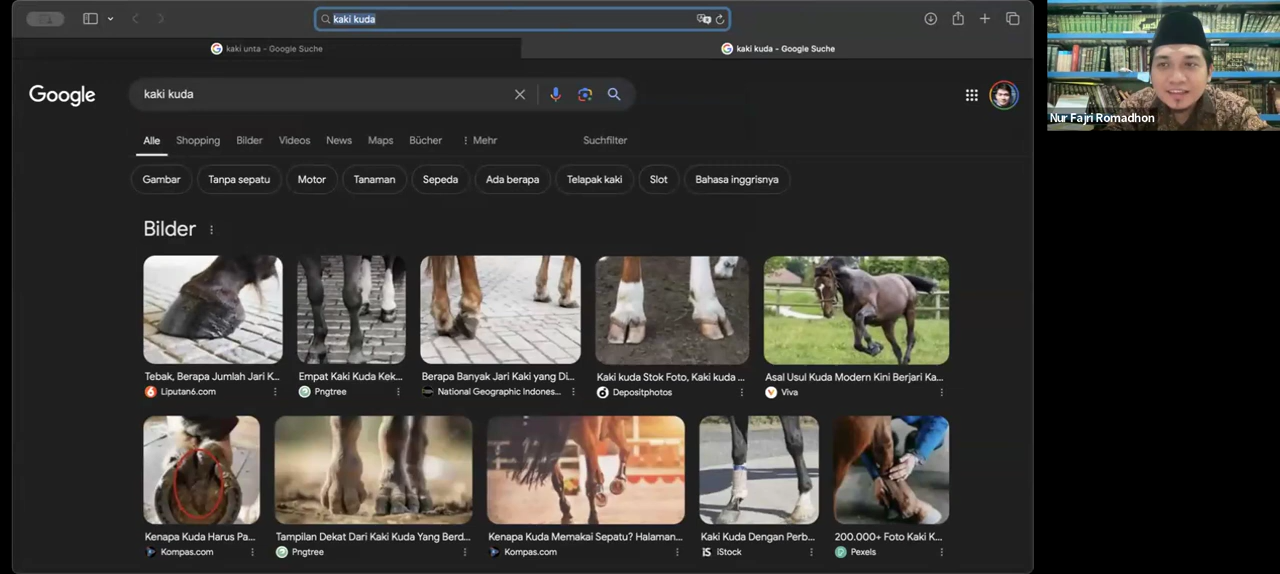 kaki kuda
kaki unta – Google Suche
kaki kuda – Google Suche
Nur Fajri Romadhon
Google
kaki kuda
Alle Shopping Bilder Videos News Maps Bücher Mehr Suchfilter
Gambar Tanpa sepatu Motor Tanaman Sepeda Ada berapa Telapak kaki Slot Bahasa inggrisnya
Bilder
Tebak, Berapa Jumlah Jari K...
Liputan6.com
Empat Kaki Kuda Kek...
Pngtree
Berapa Banyak Jari Kaki yang Di...
National Geographic Indones...
Kaki kuda Stok Foto, Kaki kuda ...
Depositphotos
Asal Usul Kuda Modern Kini Berjari Ka...
Viva
Kenapa Kuda Harus Pa...
Kompas.com
Tampilan Dekat Dari Kaki Kuda Yang Berd...
Pngtree
Kenapa Kuda Memakai Sepatu? Halaman...
Kompas.com
Kaki Kuda Dengan Perb...
iStock
200.000+ Foto Kaki K...
Pexels